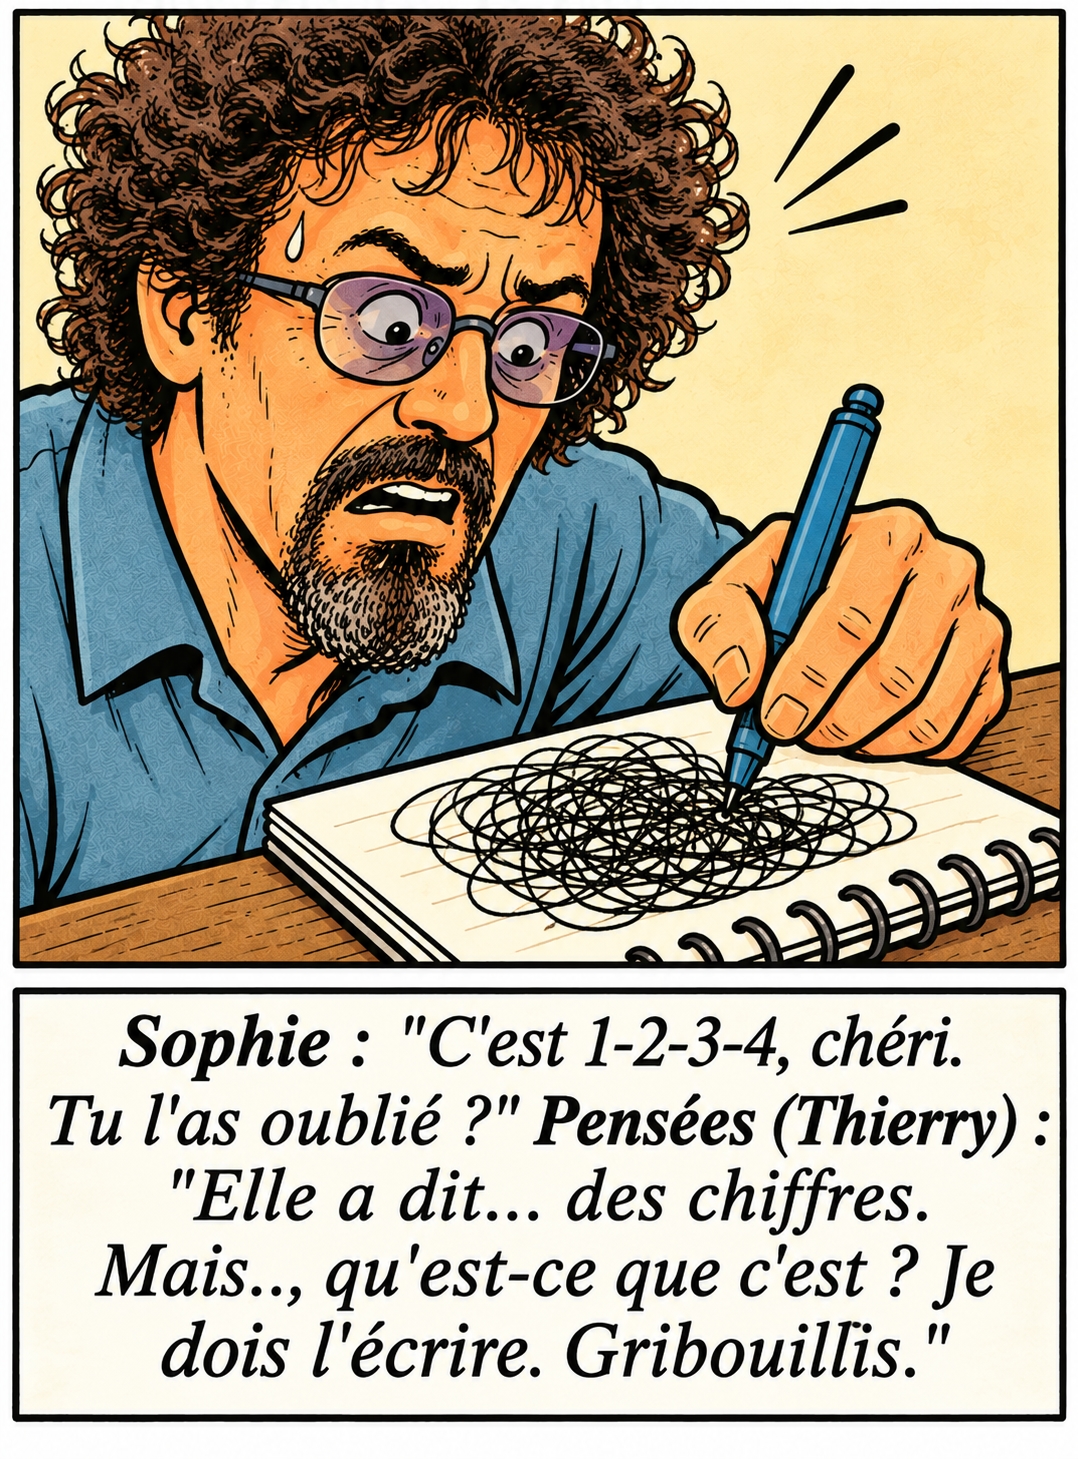 Sophie : "C'est 1-2-3-4, chéri.
Tu l'as oublié ?" Pensées (Thierry) :
"Elle a dit... des chiffres.
Mais.., qu'est-ce que c'est ? Je
dois l'écrire. Gribouillis."